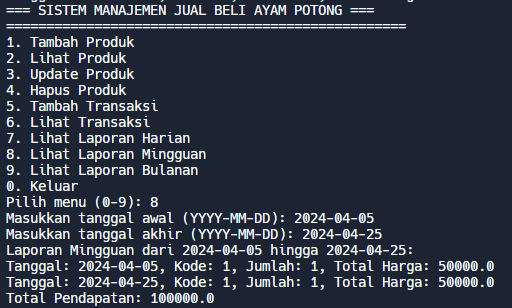 === SISTEM MANAJEMEN JUAL BELI AYAM POTONG ===
==================================================
1. Tambah Produk
2. Lihat Produk
3. Update Produk
4. Hapus Produk
5. Tambah Transaksi
6. Lihat Transaksi
7. Lihat Laporan Harian
8. Lihat Laporan Mingguan
9. Lihat Laporan Bulanan
0. Keluar
Pilih menu (0-9): 8
Masukkan tanggal awal (YYYY-MM-DD): 2024-04-05
Masukkan tanggal akhir (YYYY-MM-DD): 2024-04-25
Laporan Mingguan dari 2024-04-05 hingga 2024-04-25:
Tanggal: 2024-04-05, Kode: 1, Jumlah: 1, Total Harga: 50000.0
Tanggal: 2024-04-25, Kode: 1, Jumlah: 1, Total Harga: 50000.0
Total Pendapatan: 100000.0